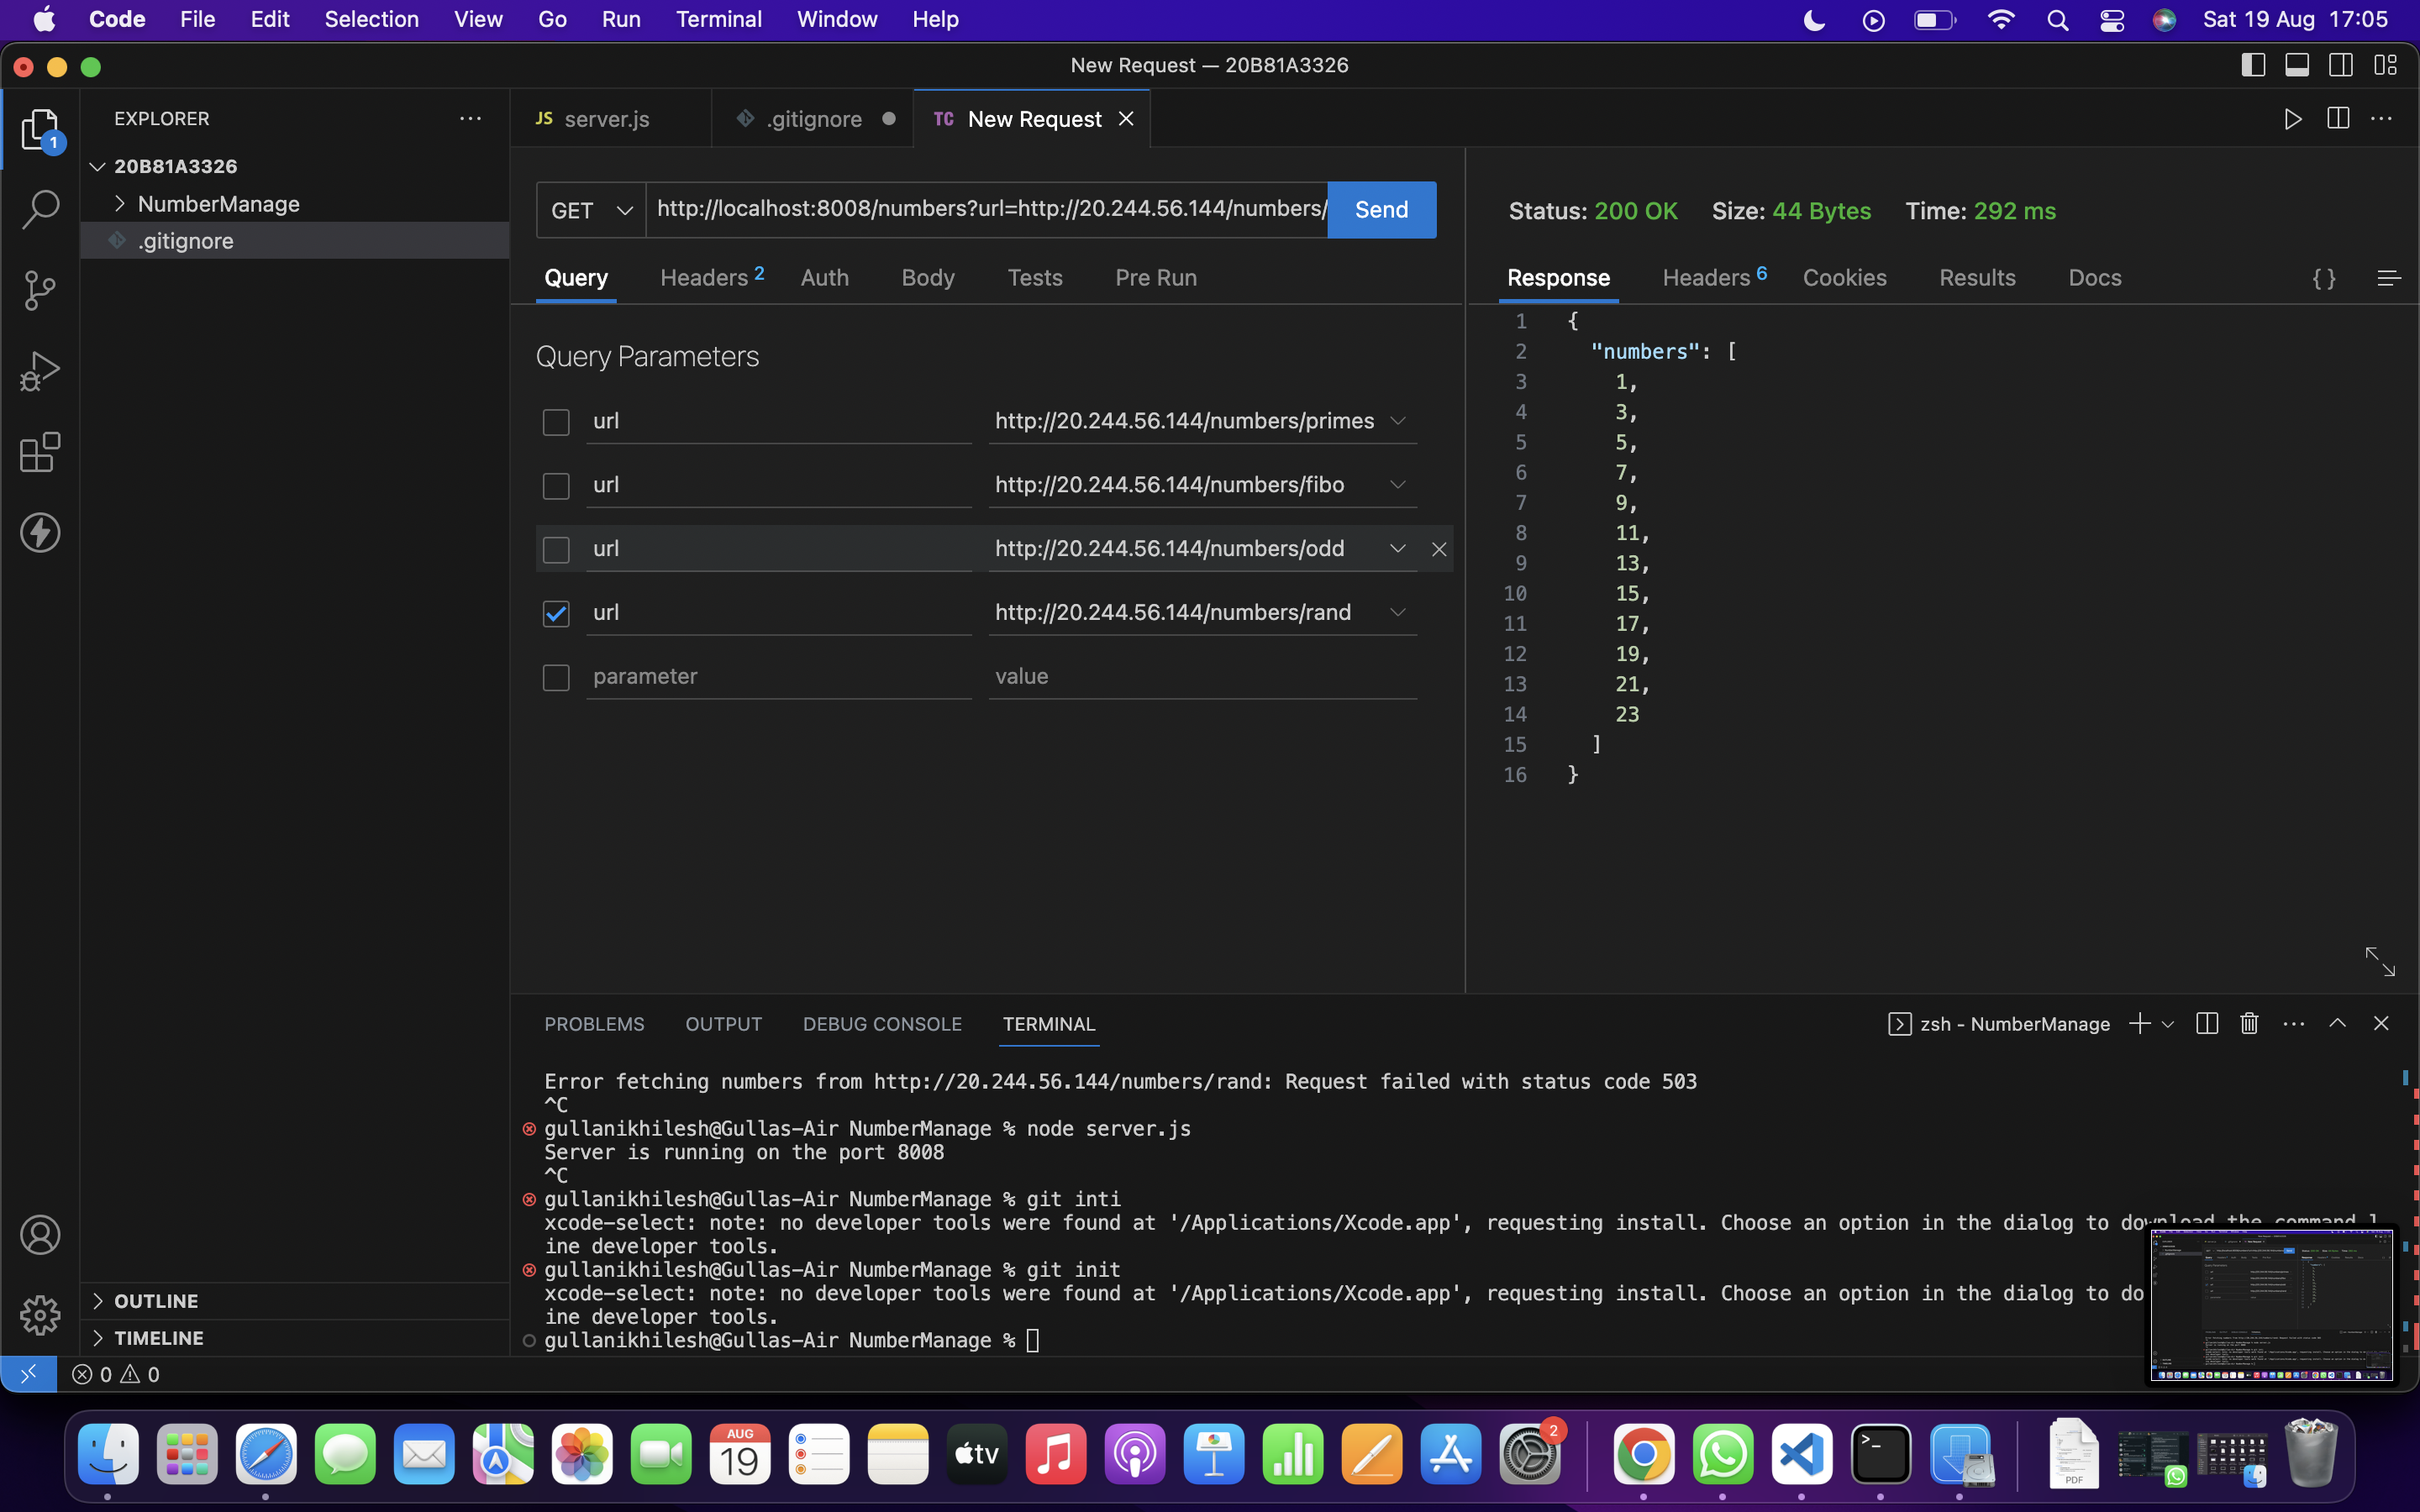 Code File Edit Selection View Go Run Terminal Window Help Sat 19 Aug 17:05
New Request — 20B81A3326
EXPLORER
1
20B81A3326
NumberManage
.gitignore
OUTLINE
TIMELINE
JS server.js .gitignore TC New Request
GET http://localhost:8008/numbers?url=http://20.244.56.144/numbers/ Send
Query Headers 2 Auth Body Tests Pre Run
Query Parameters
url http://20.244.56.144/numbers/primes
url http://20.244.56.144/numbers/fibo
url http://20.244.56.144/numbers/odd
url http://20.244.56.144/numbers/rand
parameter value
Status: 200 OK Size: 44 Bytes Time: 292 ms
Response Headers 6 Cookies Results Docs {}
1 {
2 "numbers": [
3 1,
4 3,
5 5,
6 7,
7 9,
8 11,
9 13,
10 15,
11 17,
12 19,
13 21,
14 23
15 ]
16 }
PROBLEMS OUTPUT DEBUG CONSOLE TERMINAL zsh - NumberManage
Error fetching numbers from http://20.244.56.144/numbers/rand: Request failed with status code 503
^C
gullanikhilesh@Gullas-Air NumberManage % node server.js
Server is running on the port 8008
^C
gullanikhilesh@Gullas-Air NumberManage % git inti
xcode-select: note: no developer tools were found at '/Applications/Xcode.app', requesting install. Choose an option in the dialog to download the command l
ine developer tools.
gullanikhilesh@Gullas-Air NumberManage % git init
xcode-select: note: no developer tools were found at '/Applications/Xcode.app', requesting install. Choose an option in the dialog to do
ine developer tools.
gullanikhilesh@Gullas-Air NumberManage %
0 0
AUG
19
tv
2
>_
PDF